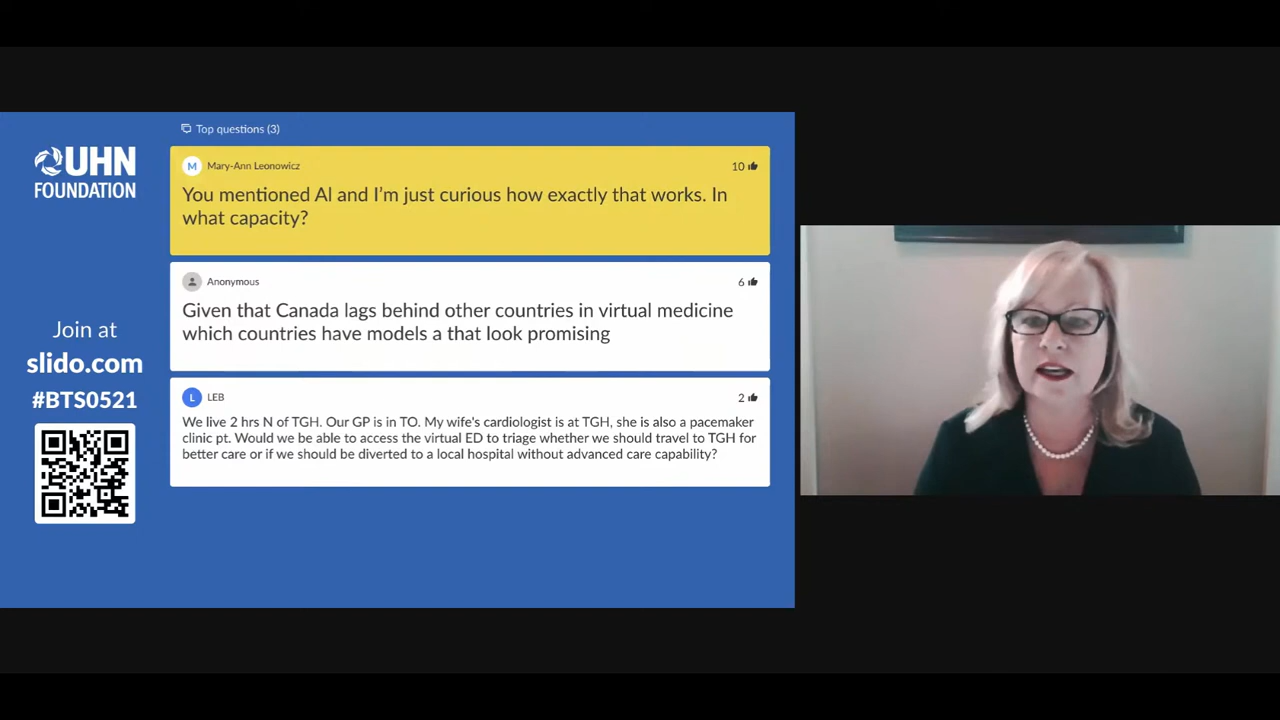 UHN
FOUNDATION
Join at
slido.com
#BTS0521
Top questions (3)
M Mary-Ann Leonowicz 10
You mentioned AI and I'm just curious how exactly that works. In
what capacity?
Anonymous 6
Given that Canada lags behind other countries in virtual medicine
which countries have models a that look promising
L LEB 2
We live 2 hrs N of TGH. Our GP is in TO. My wife's cardiologist is at TGH, she is also a pacemaker
clinic pt. Would we be able to access the virtual ED to triage whether we should travel to TGH for
better care or if we should be diverted to a local hospital without advanced care capability?